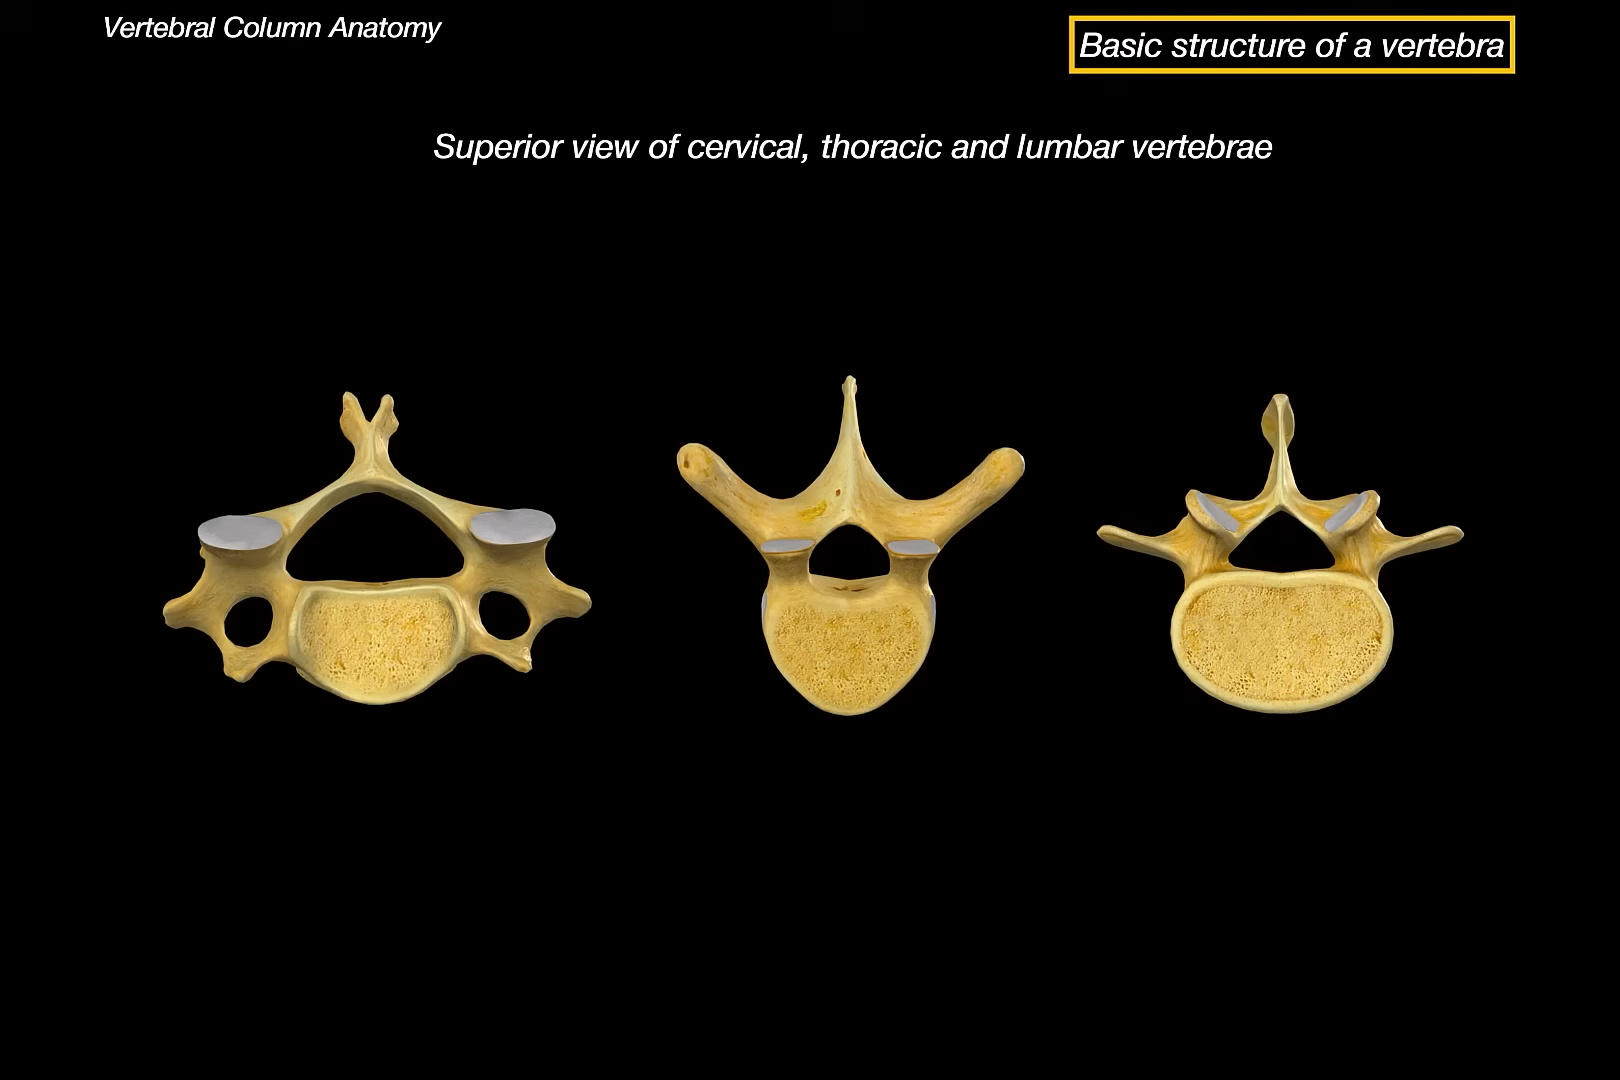 Vertebral Column Anatomy
Basic structure of a vertebra
Superior view of cervical, thoracic and lumbar vertebrae